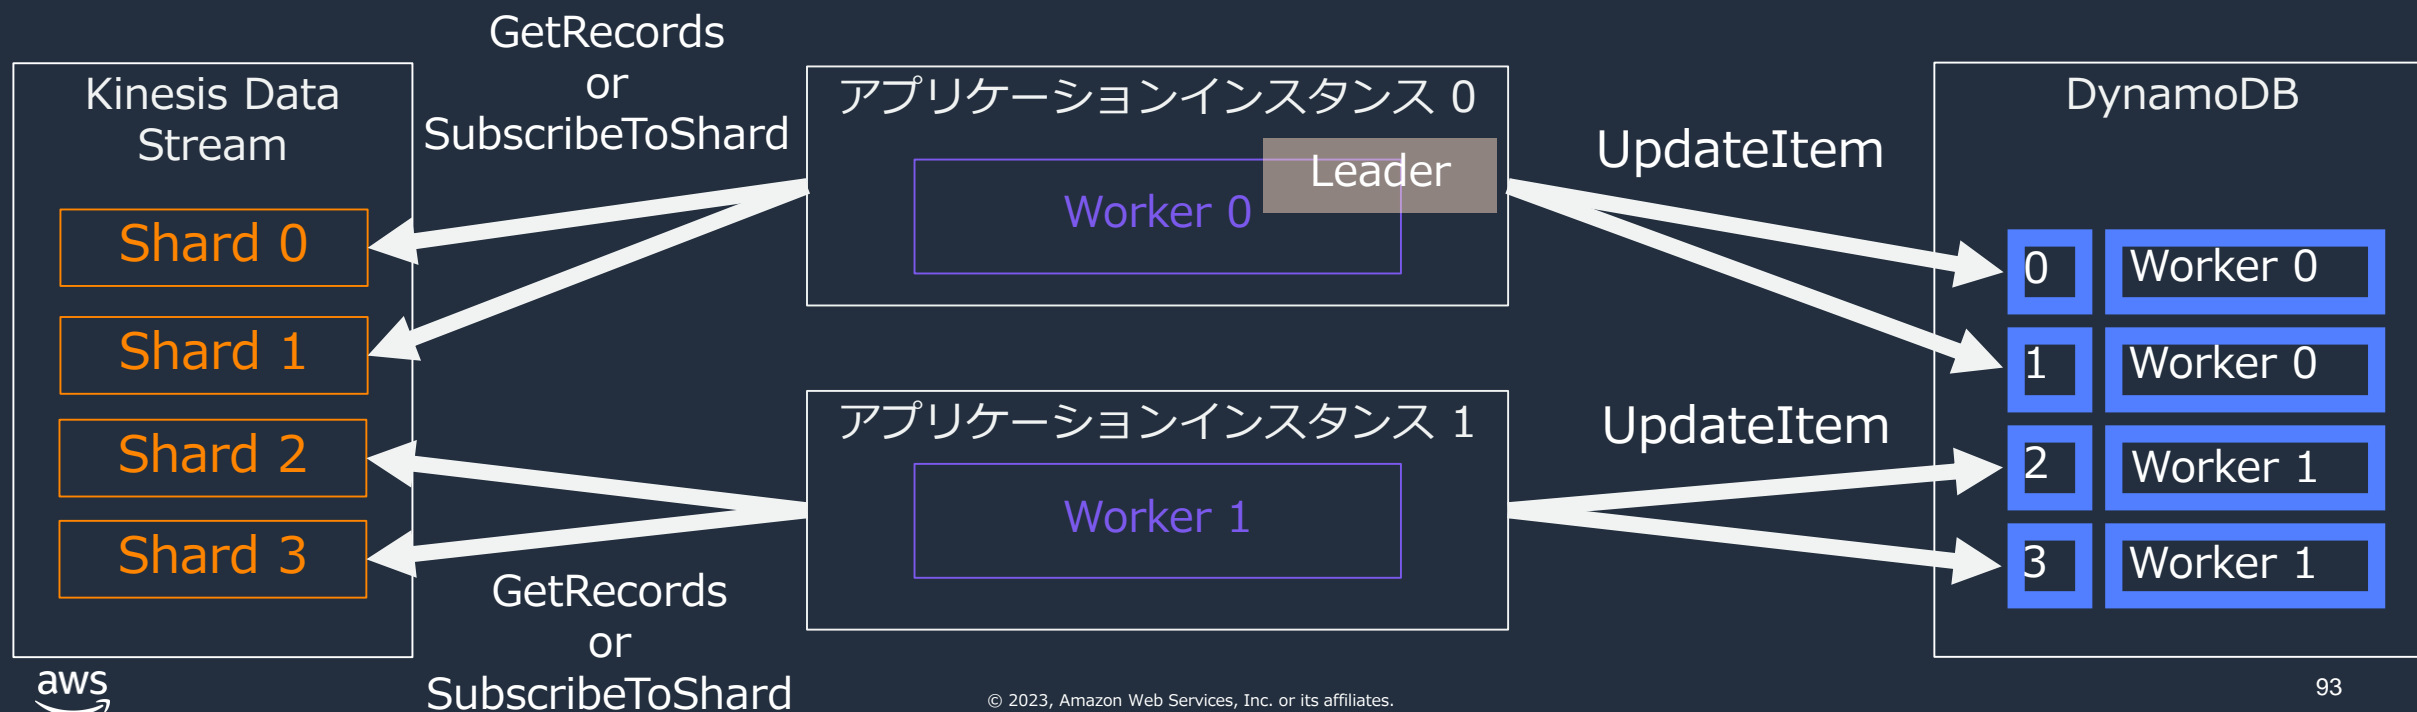 Kinesis Data
Stream
Shard 0
Shard 1
Shard 2
Shard 3
GetRecords
or
SubscribeToShard
GetRecords
or
SubscribeToShard
アプリケーションインスタンス 0
Leader
Worker 0
アプリケーションインスタンス 1
Worker 1
UpdateItem
UpdateItem
DynamoDB
0 Worker 0
1 Worker 0
2 Worker 1
3 Worker 1
aws
© 2023, Amazon Web Services, Inc. or its affiliates.
93